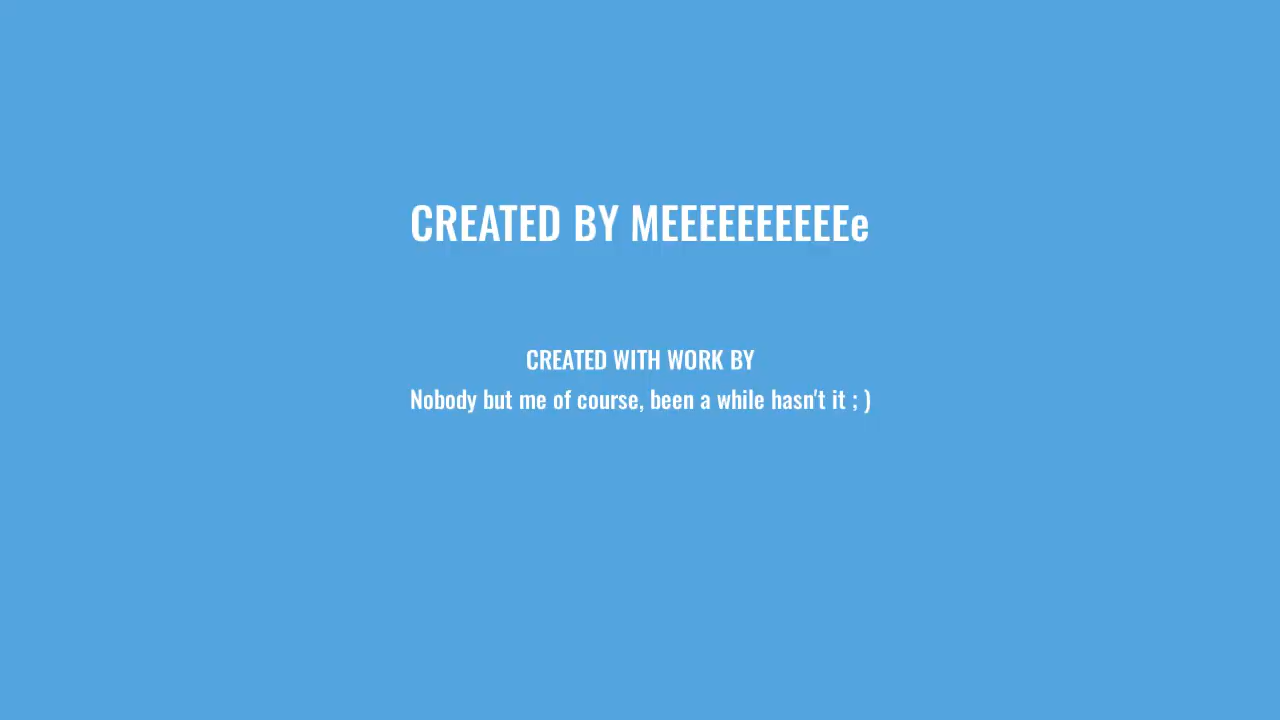 CREATED BY MEEEEEEEEEEe
CREATED WITH WORK BY
Nobody but me of course, been a while hasn't it ; )